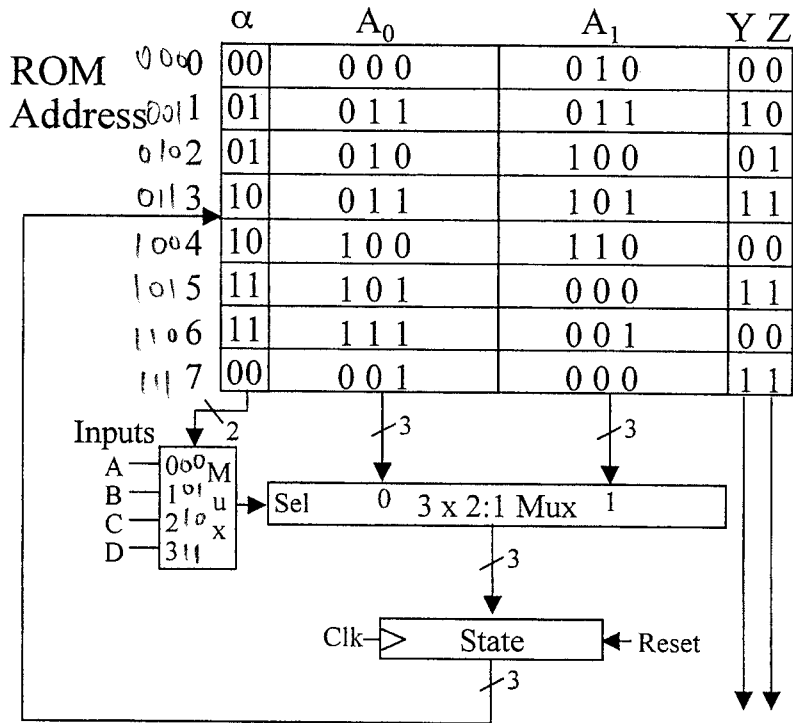 α A₀ A₁ Y Z
ROM Address
000 0 00 0 0 0 0 1 0 0 0
001 1 01 0 1 1 0 1 1 1 0
010 2 01 0 1 0 1 0 0 0 1
011 3 10 0 1 1 1 0 1 1 1
100 4 10 1 0 0 1 1 0 0 0
101 5 11 1 0 1 0 0 0 1 1
110 6 11 1 1 1 0 0 1 0 0
111 7 00 0 0 1 0 0 0 1 1
2 3 3
Inputs
A 0 00 Mux
B 1 01
C 2 10
D 3 11
Sel 0 3 x 2:1 Mux 1
3
Clk State Reset
3